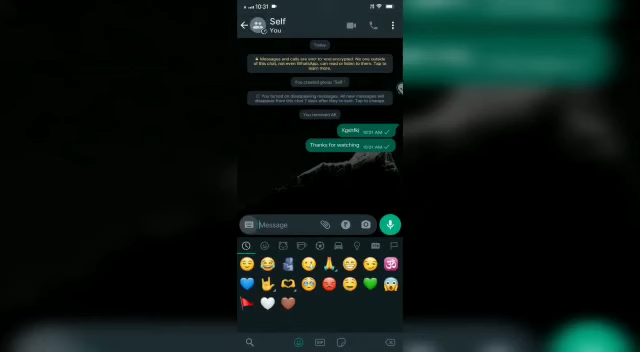 10:31
Self
You
Today
Messages and calls are end-to-end encrypted. No one outside
of this chat, not even WhatsApp, can read or listen to them. Tap to
learn more.
You created group "Self"
You turned on disappearing messages. All new messages will
disappear from this chat 7 days after they're sent. Tap to change.
You removed
10:31 AM
Thanks for watching 10:31 AM
Message
GIF